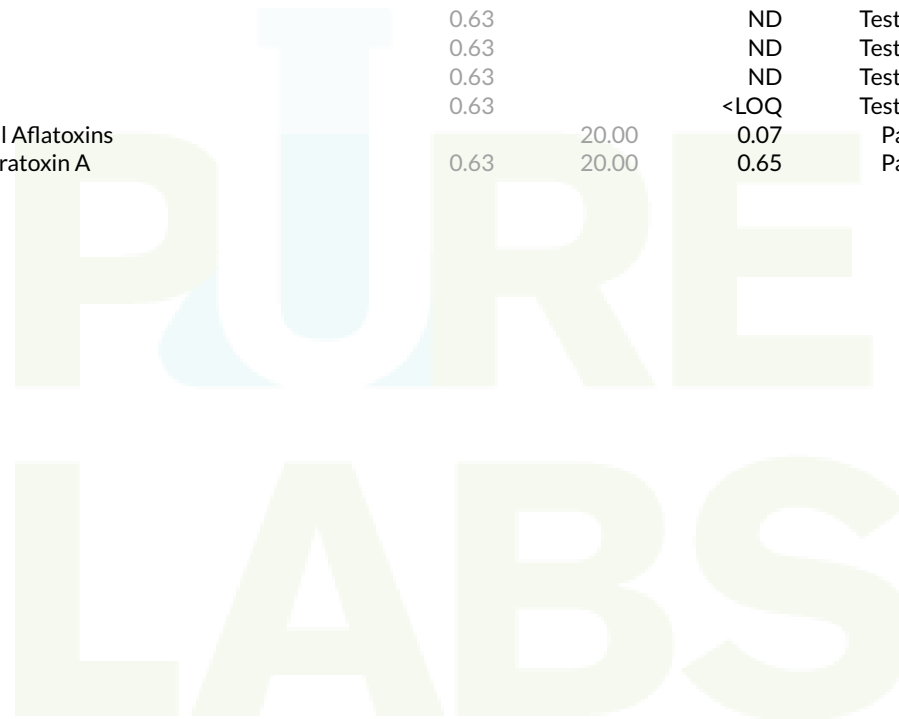 0.63 ND Test
0.63 ND Test
0.63 ND Test
0.63 <LOQ Test
l Aflatoxins 20.00 0.07 Pa
ratoxin A 0.63 20.00 0.65 Pa
PURE
LABS